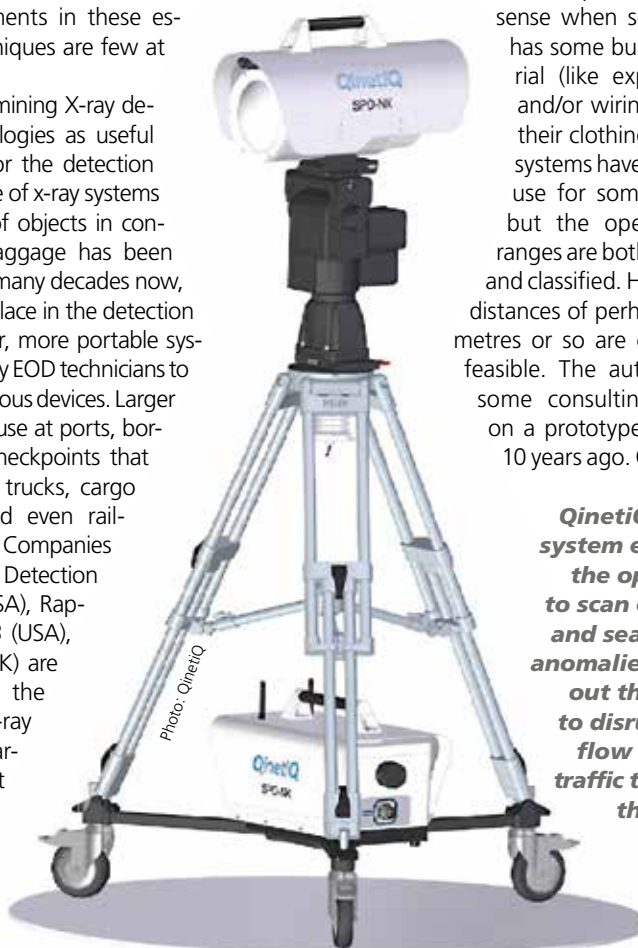 ments in these es-
niques are few at
mining X-ray de-
logies as useful
or the detection
e of x-ray systems
of objects in con-
aggage has been
many decades now,
place in the detection
r, more portable sys-
y EOD technicians to
ious devices. Larger
use at ports, bor-
heckpoints that
trucks, cargo
d even rail-
Companies
Detection
SA), Rap-
3 (USA),
K) are
the
-ray
ar-
t
QinetiQ
SPO-NX
Photo: QinetiQ
QinetiQ
sense when s
has some bu
rial (like exp
and/or wirin
their clothin
systems have
use for som
but the ope
ranges are both
and classified. H
distances of perh
metres or so are
feasible. The aut
some consultin
on a prototype
10 years ago. C
QinetiQ
system e
the op
to scan
and sea
anomalie
out th
to disru
flow
traffic t
th